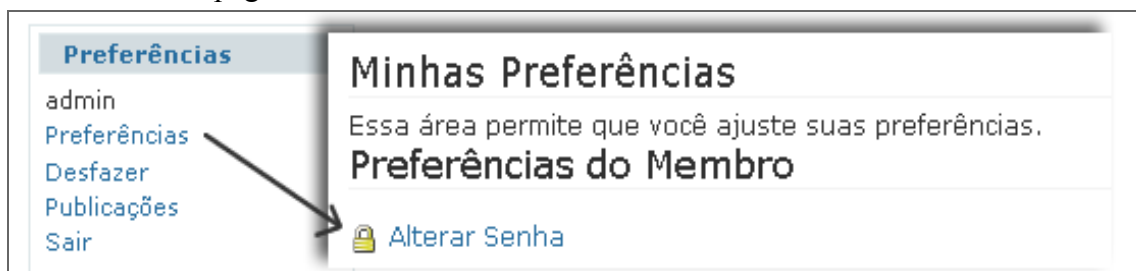 Preferências
admin
Preferências
Desfazer
Publicações
Sair
Minhas Preferências
Essa área permite que você ajuste suas preferências.
Preferências do Membro
Alterar Senha